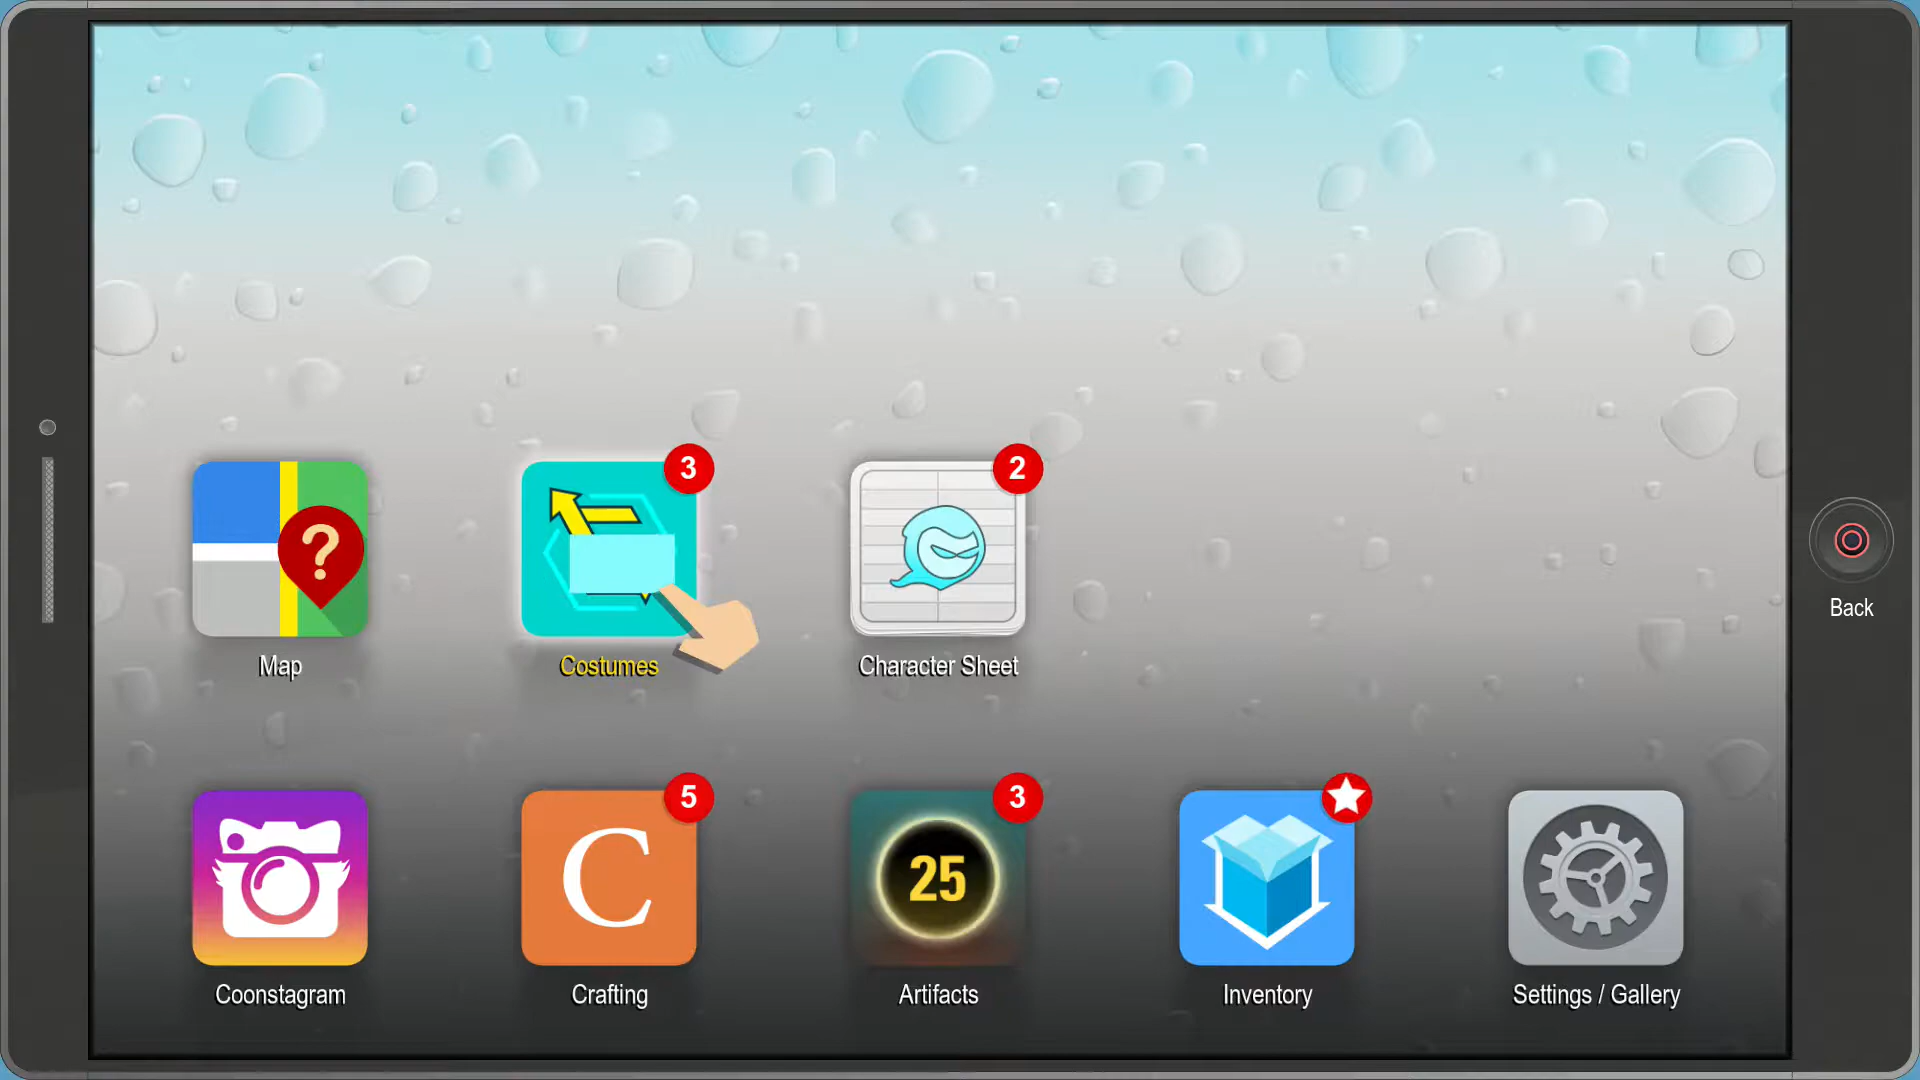 3
2
?
Map
Costumes
Character Sheet
Back
5
3
C
25
Coonstagram
Crafting
Artifacts
Inventory
Settings / Gallery